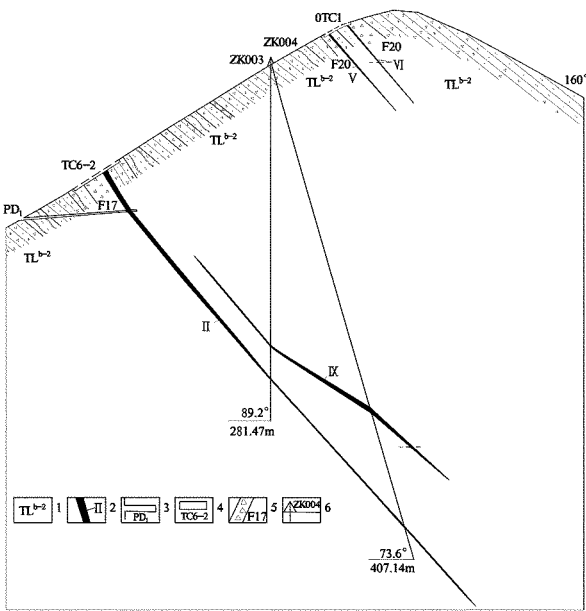 0TC1
ZK004
ZK003
F20
F20
VI
V
TL^b-2
TL^b-2
160°
TL^b-2
TC6-2
PD₁
F17
TL^b-2
II
IX
89.2°
281.47m
TL^b-2 1 II 2 PD₁ 3 TC6-2 4 F17 5 ZK004 6
73.6°
407.14m